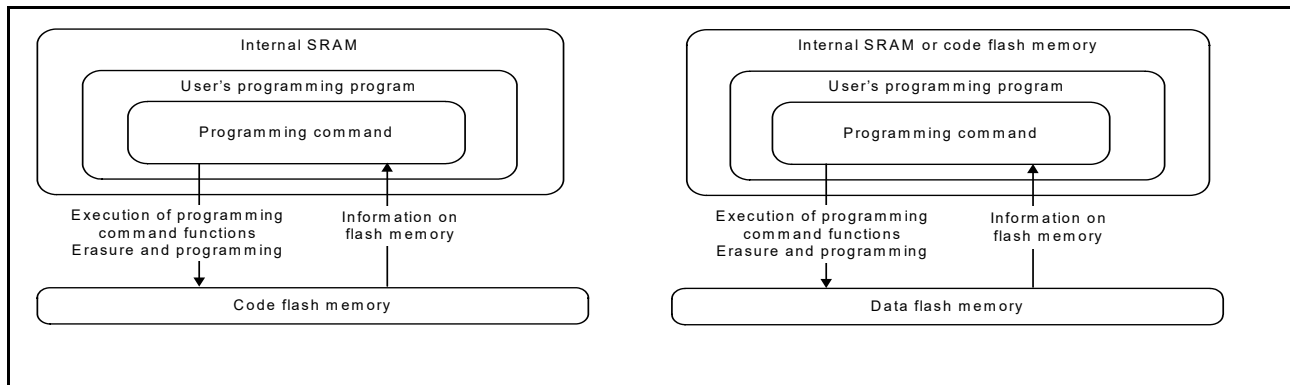 Internal SRAM
User's programming program
Programming command
Execution of programming
command functions
Erasure and programming
Information on
flash memory
Code flash memory
Internal SRAM or code flash memory
User's programming program
Programming command
Execution of programming
command functions
Erasure and programming
Information on
flash memory
Data flash memory